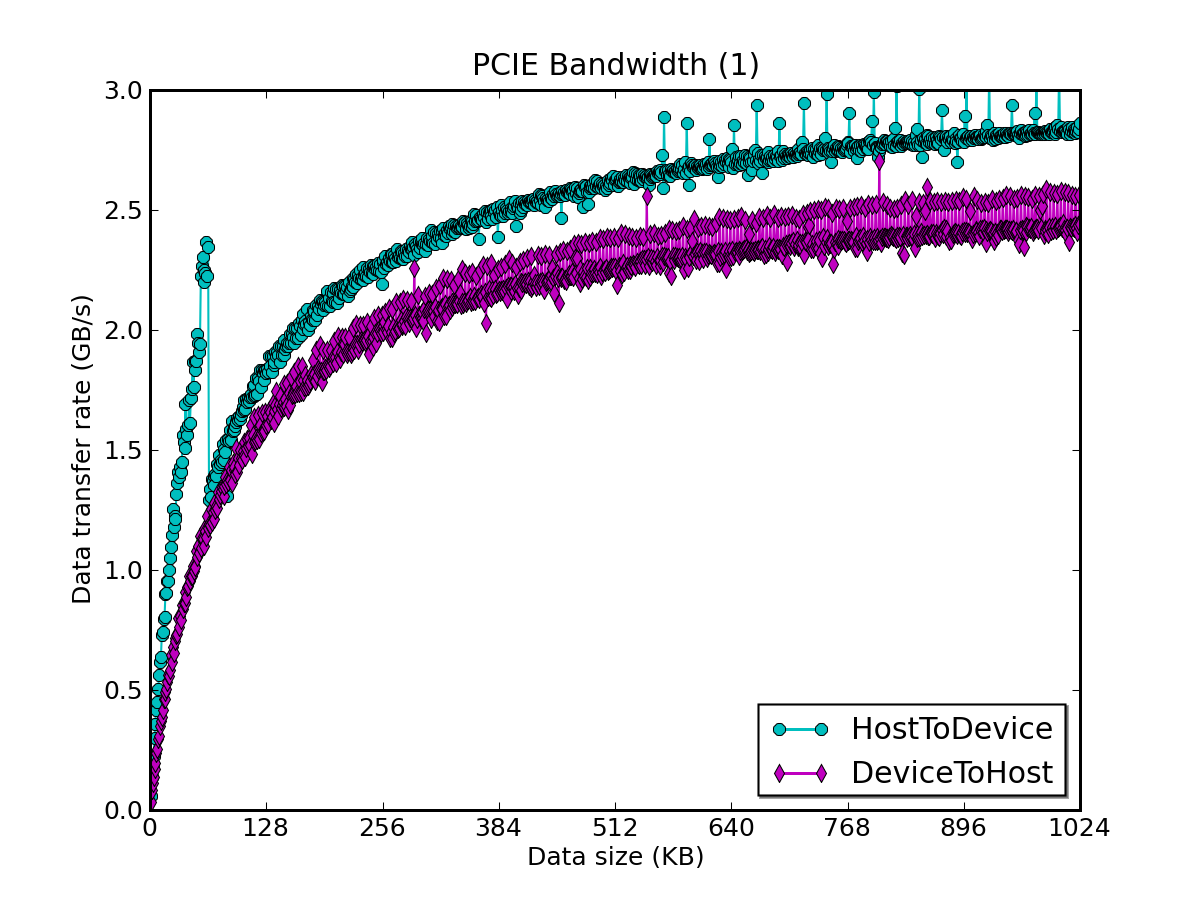 PCIE Bandwidth (1)
3.0
2.5
2.0
1.5
1.0
0.5
0.0
Data transfer rate (GB/s)
HostToDevice
DeviceToHost
0 128 256 384 512 640 768 896 1024
Data size (KB)